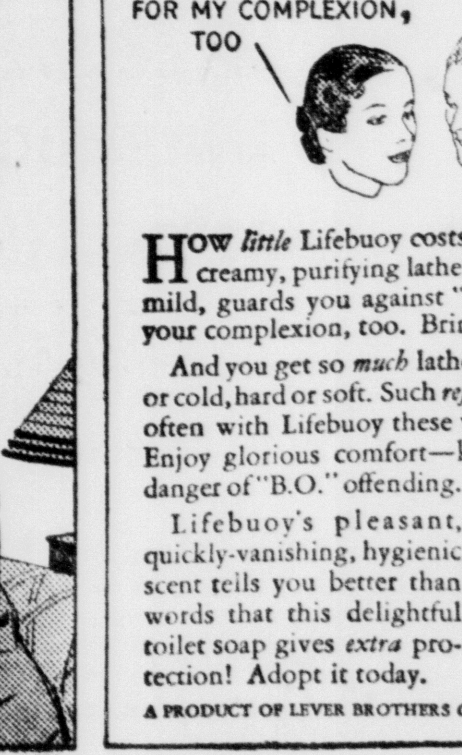 FOR MY COMPLEXION,
TOO
HOW little Lifebuoy costs
creamy, purifying lathe
mild, guards you against "
your complexion, too. Brin
And you get so much lath
or cold, hard or soft. Such re
often with Lifebuoy these
Enjoy glorious comfort—
danger of "B.O." offending.
Lifebuoy's pleasant,
quickly-vanishing, hygienic
scent tells you better than
words that this delightful
toilet soap gives extra pro-
tection! Adopt it today.
A PRODUCT OF LEVER BROTHERS